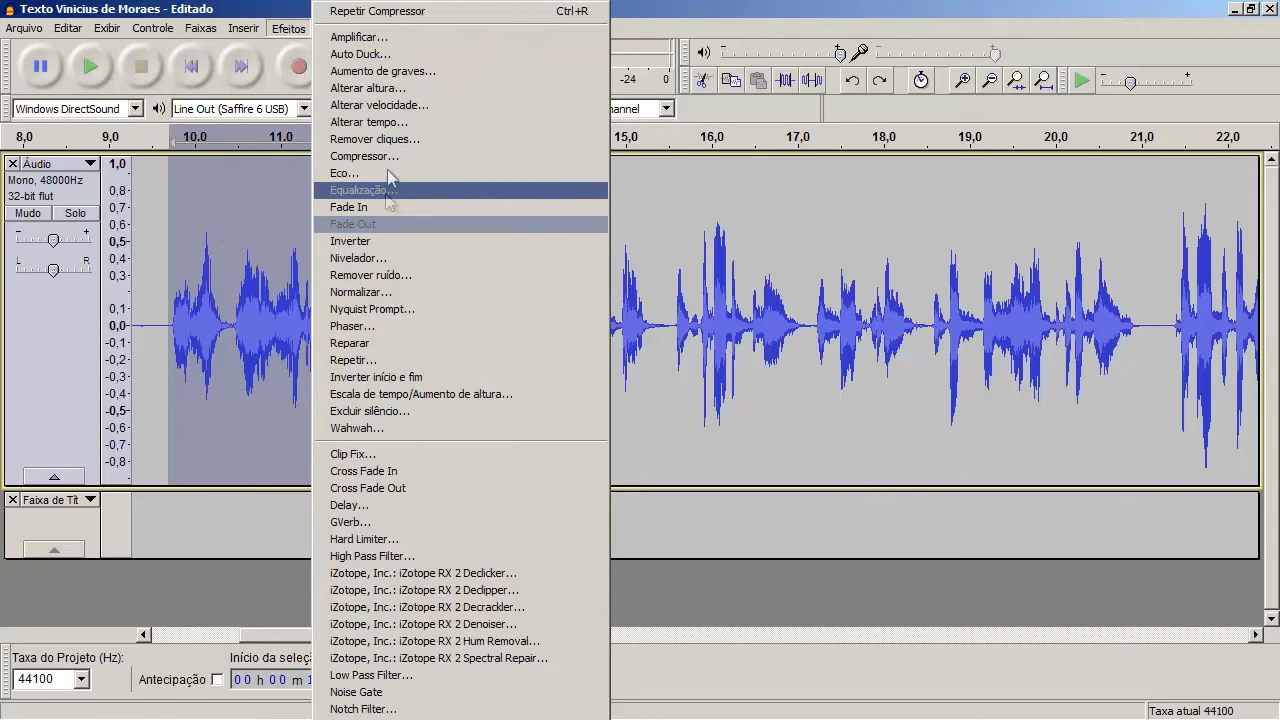 Texto Vinicius de Moraes - Editado
Arquivo Editar Exibir Controle Faixas Inserir Efeitos
Repetir Compressor Ctrl+R
Amplificar...
Auto Duck...
Aumento de graves...
Alterar altura...
Alterar velocidade...
Alterar tempo...
Remover cliques...
Compressor...
Eco...
Equalização...
Fade In
Fade Out
Inverter
Nivelador...
Remover ruído...
Normalizar...
Nyquist Prompt...
Phaser...
Reparar
Repetir...
Inverter início e fim
Escala de tempo/Aumento de altura...
Excluir silêncio...
Wahwah...
Clip Fix...
Cross Fade In
Cross Fade Out
Delay...
GVerb...
Hard Limiter...
High Pass Filter...
iZotope, Inc.: iZotope RX 2 Declicker...
iZotope, Inc.: iZotope RX 2 Declipper...
iZotope, Inc.: iZotope RX 2 Decrackler...
iZotope, Inc.: iZotope RX 2 Denoiser...
iZotope, Inc.: iZotope RX 2 Hum Removal...
iZotope, Inc.: iZotope RX 2 Spectral Repair...
Low Pass Filter...
Noise Gate
Notch Filter...
-24 0
Windows DirectSound
Line Out (Saffire 6 USB)
hannel)
8,0 9,0 10,0 11,0 15,0 16,0 17,0 18,0 19,0 20,0 21,0 22,0
Áudio
Mono, 48000Hz
32-bit flut
Mudo Solo
- +
L R
1,0
0,8
0,7
0,6
0,5
0,4
0,3
0,1
0,0
-0,1
-0,2
-0,3
-0,4
-0,5
-0,6
-0,7
-0,8
Faixa de Tít
Taxa do Projeto (Hz):
44100
Antecipação
Início da seleç
00 h 00 m 1
Taxa atual 44100